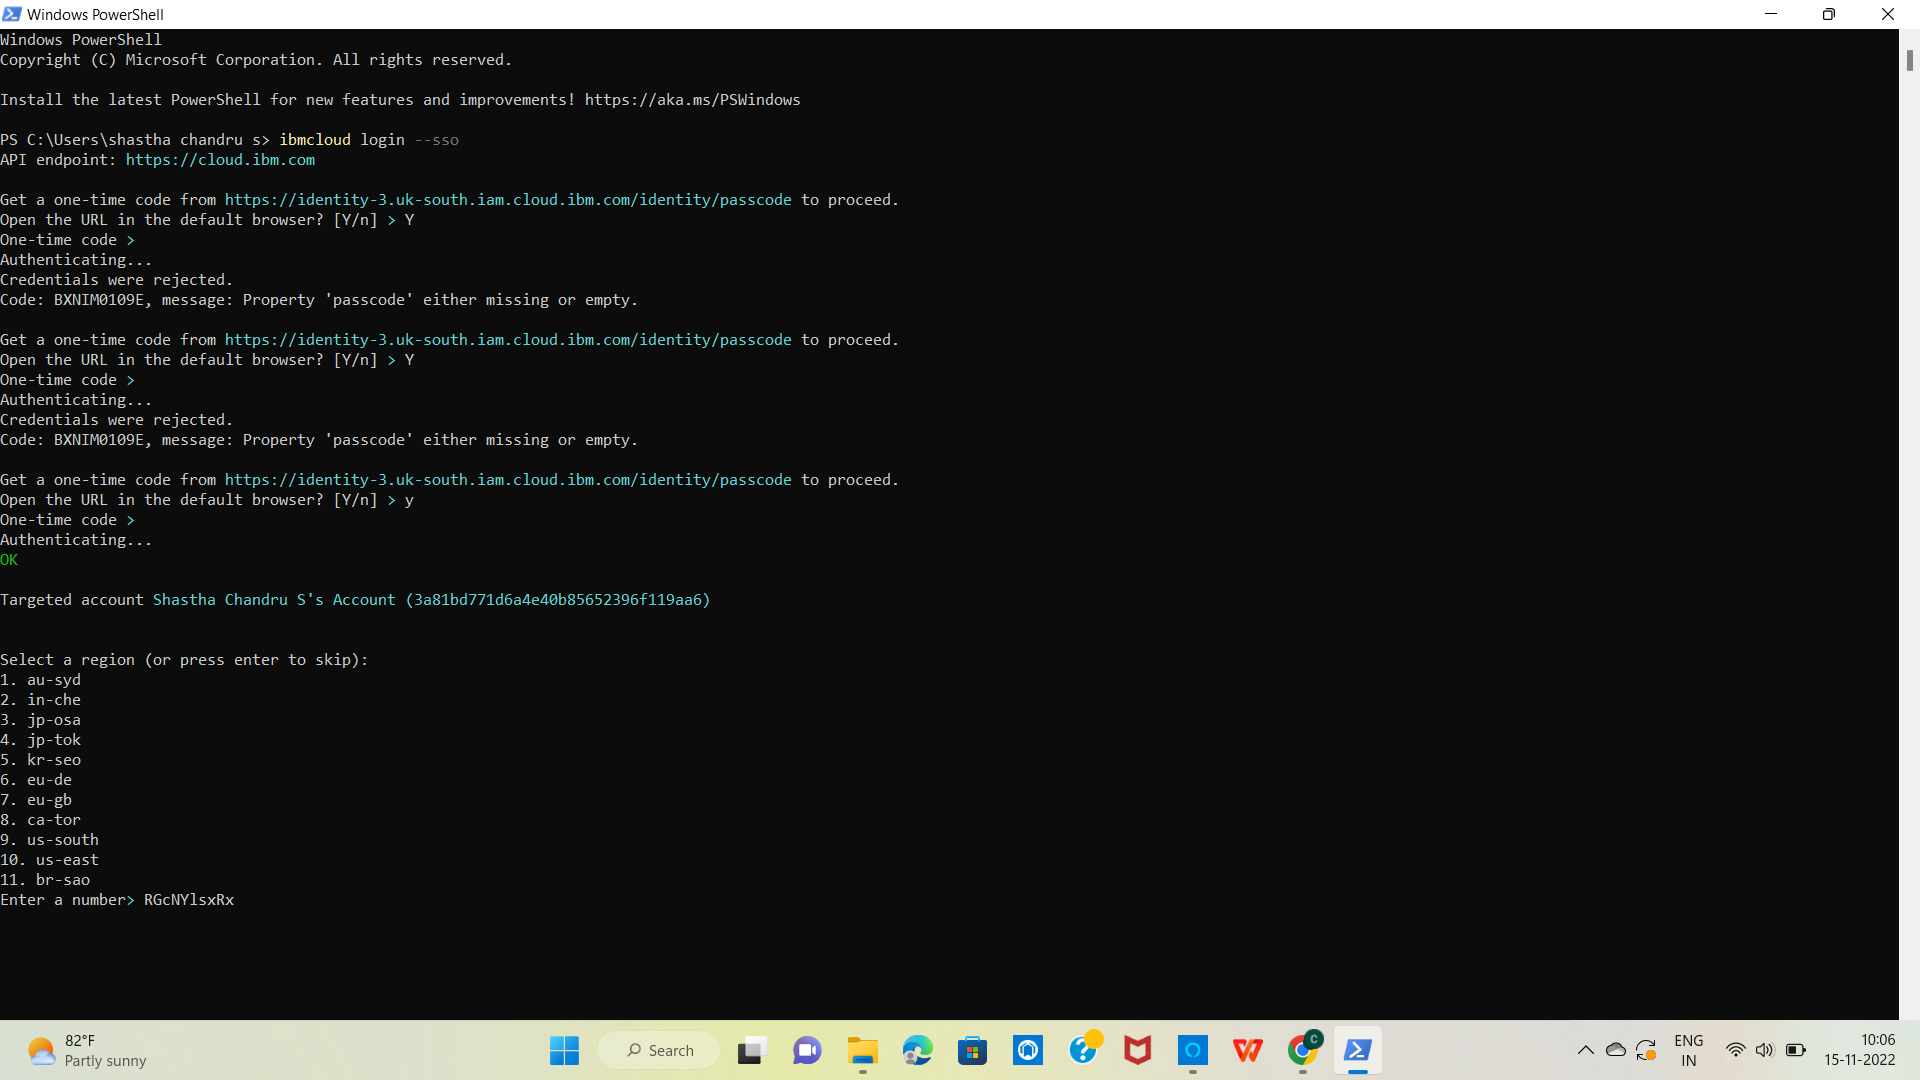 Windows PowerShell
Windows PowerShell
Copyright (C) Microsoft Corporation. All rights reserved.
Install the latest PowerShell for new features and improvements! https://aka.ms/PSWindows
PS C:\Users\shastha chandru s> ibmcloud login --sso
API endpoint: https://cloud.ibm.com
Get a one-time code from https://identity-3.uk-south.iam.cloud.ibm.com/identity/passcode to proceed.
Open the URL in the default browser? [Y/n] > Y
One-time code >
Authenticating...
Credentials were rejected.
Code: BXNIM0109E, message: Property 'passcode' either missing or empty.
Get a one-time code from https://identity-3.uk-south.iam.cloud.ibm.com/identity/passcode to proceed.
Open the URL in the default browser? [Y/n] > Y
One-time code >
Authenticating...
Credentials were rejected.
Code: BXNIM0109E, message: Property 'passcode' either missing or empty.
Get a one-time code from https://identity-3.uk-south.iam.cloud.ibm.com/identity/passcode to proceed.
Open the URL in the default browser? [Y/n] > y
One-time code >
Authenticating...
OK
Targeted account Shastha Chandru S's Account (3a81bd771d6a4e40b85652396f119aa6)
Select a region (or press enter to skip):
1. au-syd
2. in-che
3. jp-osa
4. jp-tok
5. kr-seo
6. eu-de
7. eu-gb
8. ca-tor
9. us-south
10. us-east
11. br-sao
Enter a number> RGcNYlsxRx
82°F
Partly sunny
Search
C
ENG
IN
10:06
15-11-2022